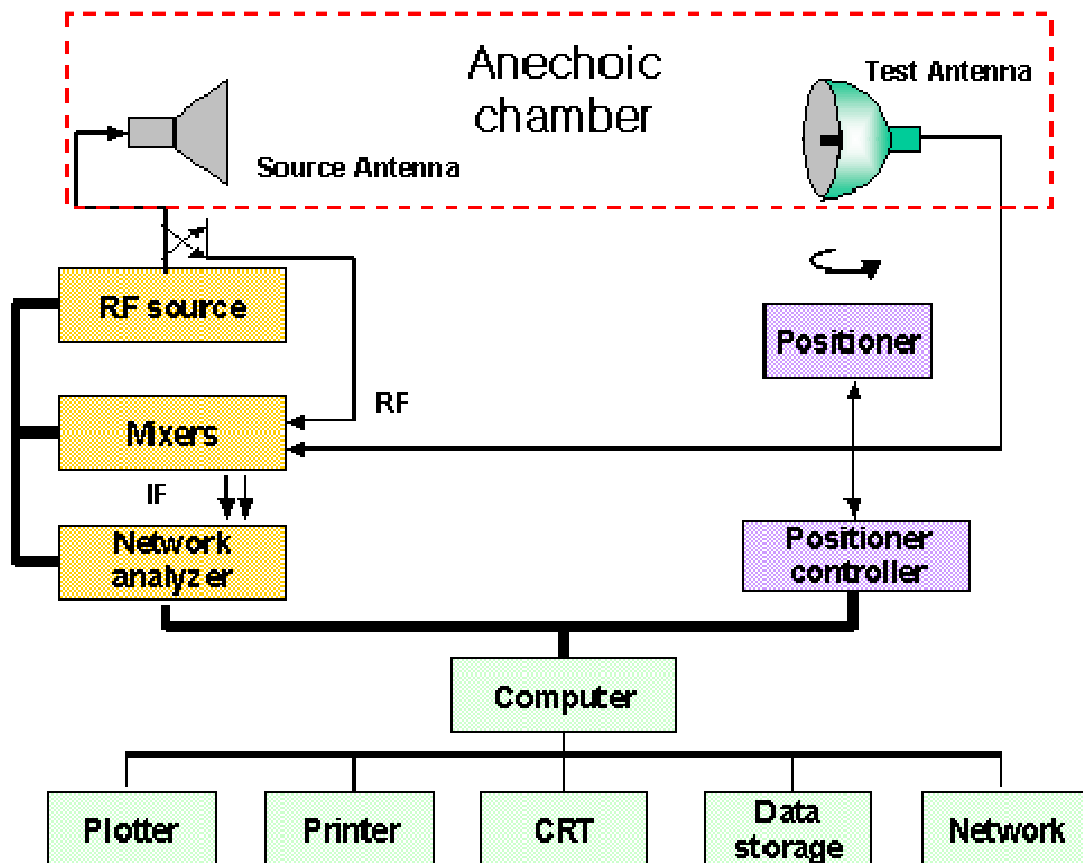 Anechoic
chamber
Test Antenna
Source Antenna
RF source
Positioner
RF
Mixers
IF
Network
analyzer
Positioner
controller
Computer
Plotter
Printer
CRT
Data
storage
Network